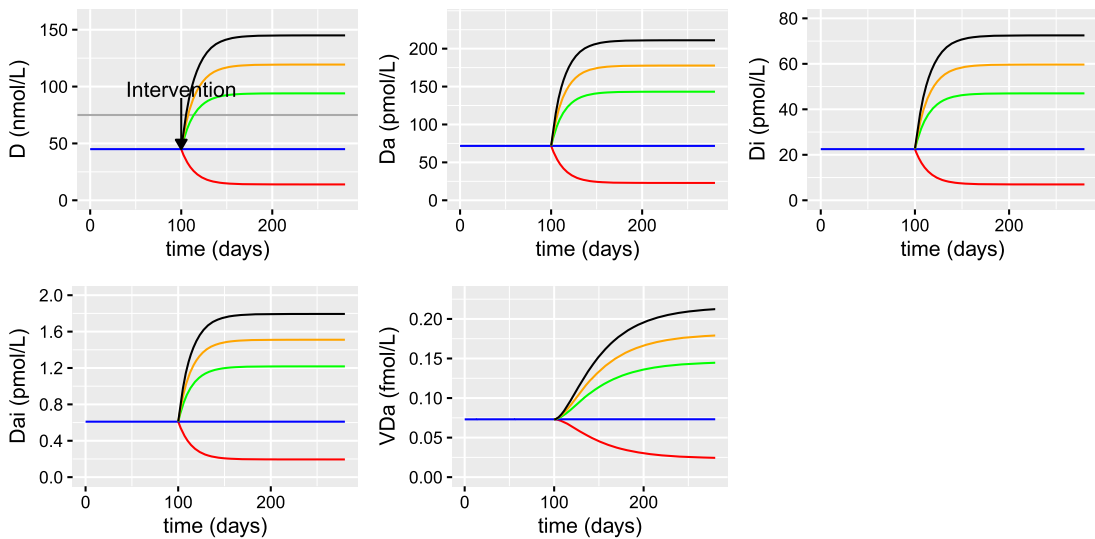 D (nmol/L)
150
100
50
0
Intervention
0 100 200
time (days)
Da (pmol/L)
200
150
100
50
0
0 100 200
time (days)
Di (pmol/L)
80
60
40
20
0
0 100 200
time (days)
Dai (pmol/L)
2.0
1.6
1.2
0.8
0.4
0.0
0 100 200
time (days)
VDa (fmol/L)
0.20
0.15
0.10
0.05
0.00
0 100 200
time (days)